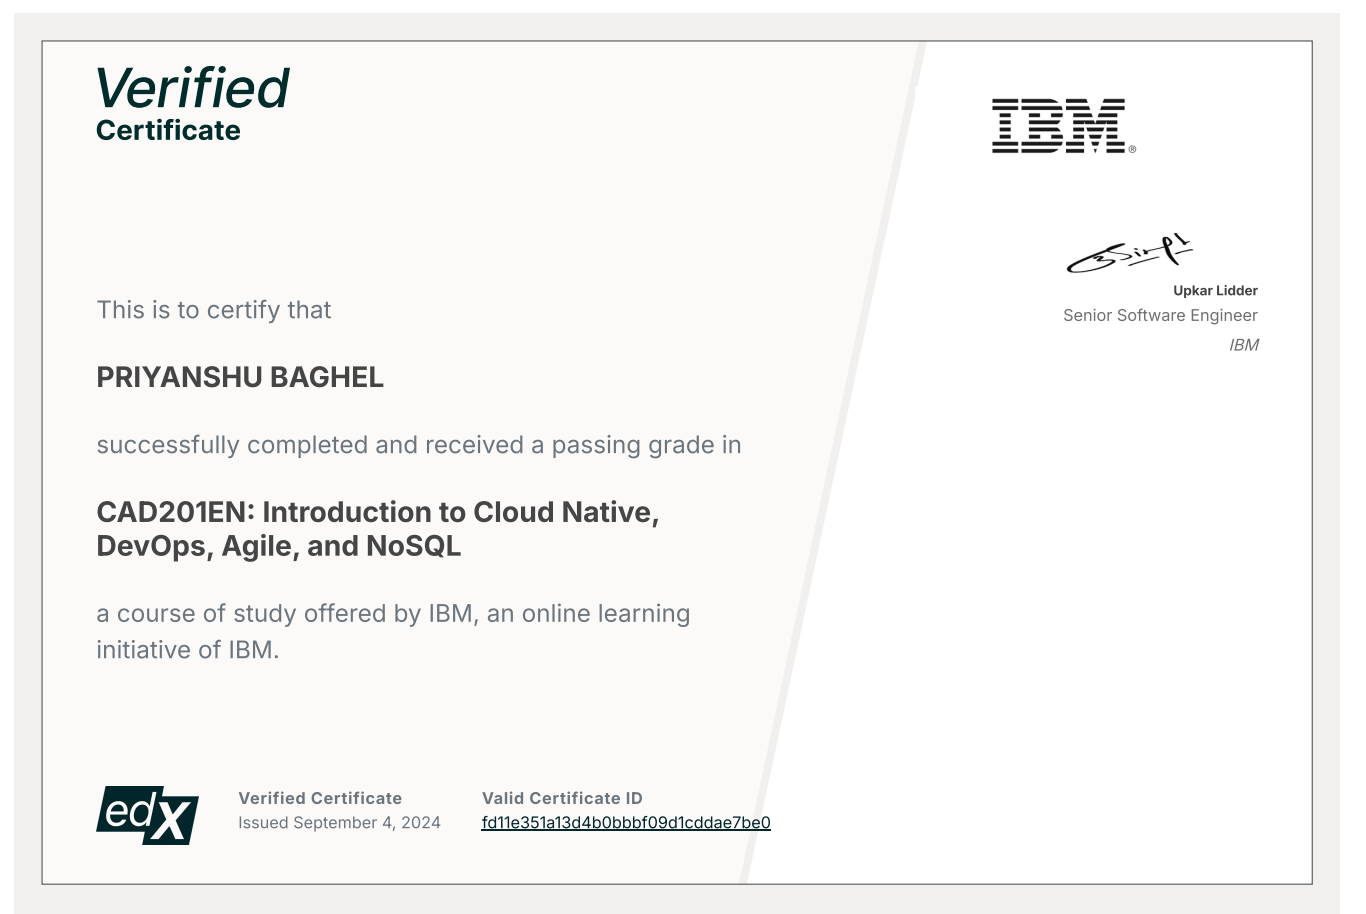 Verified
Certificate
IBM®
Upkar Lidder
Senior Software Engineer
IBM
This is to certify that
PRIYANSHU BAGHEL
successfully completed and received a passing grade in
CAD201EN: Introduction to Cloud Native,
DevOps, Agile, and NoSQL
a course of study offered by IBM, an online learning
initiative of IBM.
edX
Verified Certificate
Issued September 4, 2024
Valid Certificate ID
fd11e351a13d4b0bbbf09d1cddae7be0